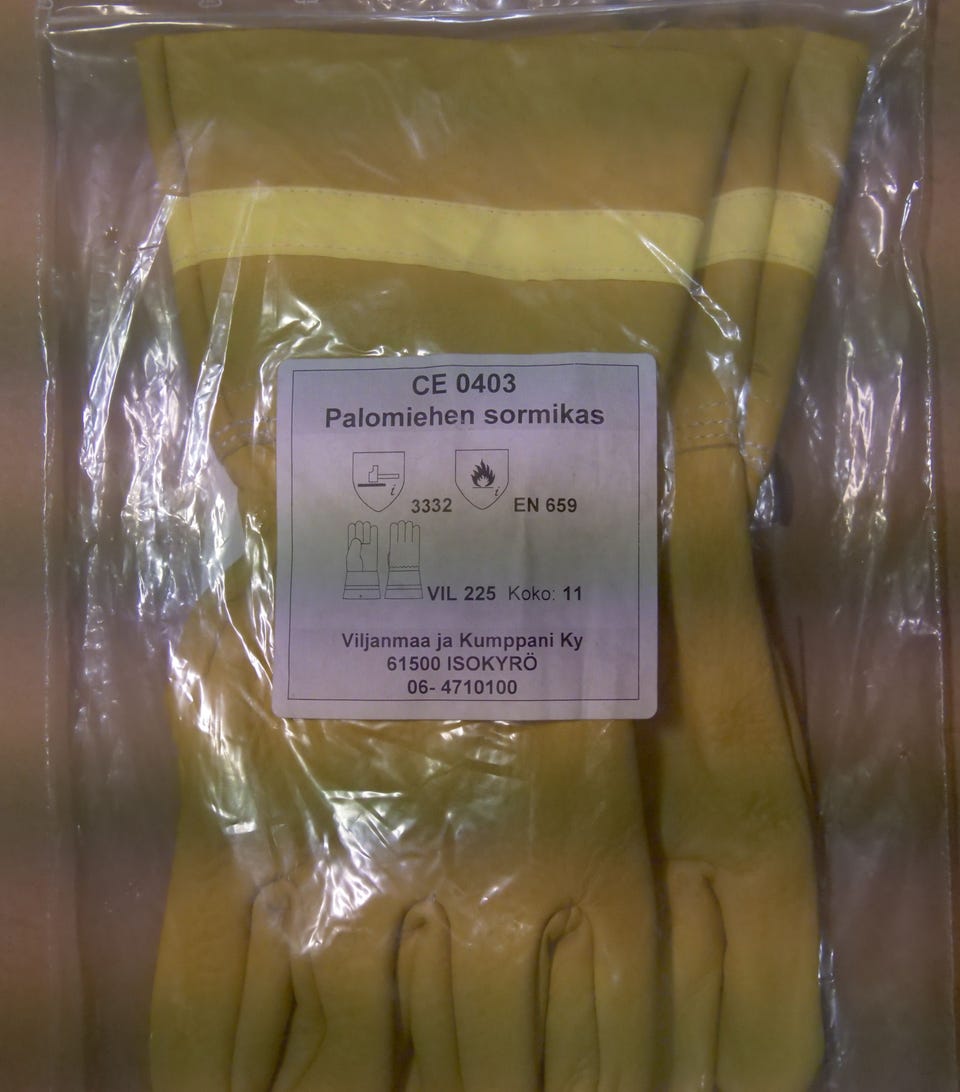 CE 0403
Palomiehen sormikas
i 3332 i EN 659
VIL 225 Koko: 11
Viljanmaa ja Kumppani Ky
61500 ISOKYRÖ
06- 4710100